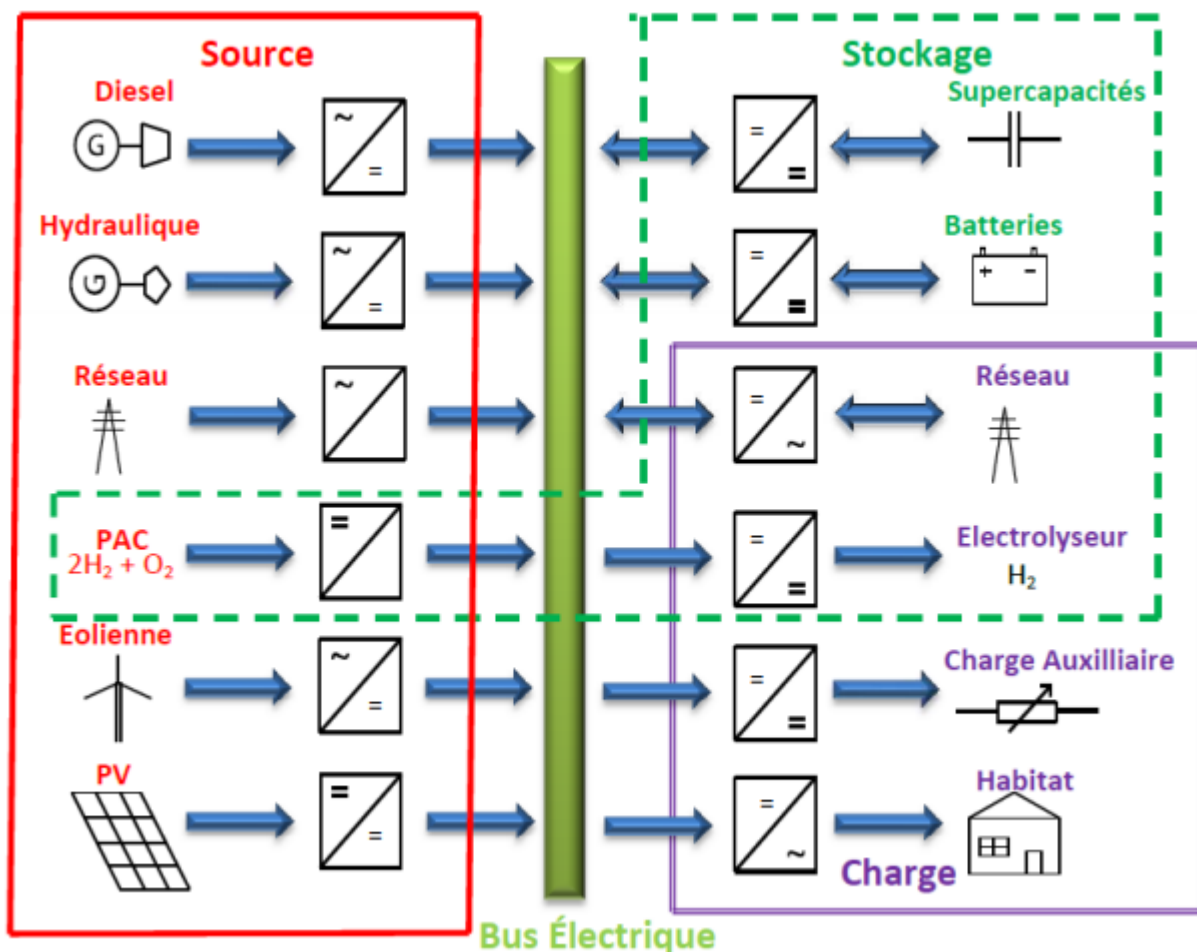 Source
Stockage
Diesel
G
~
=
=
=
Supercapacités
Hydraulique
G
~
=
=
=
Batteries
+ -
Réseau
~
=
~
Réseau
PAC
2H₂ + O₂
=
=
=
Electrolyseur
H₂
Eolienne
~
=
=
=
Charge Auxilliaire
PV
=
=
=
~
Habitat
Charge
Bus Électrique